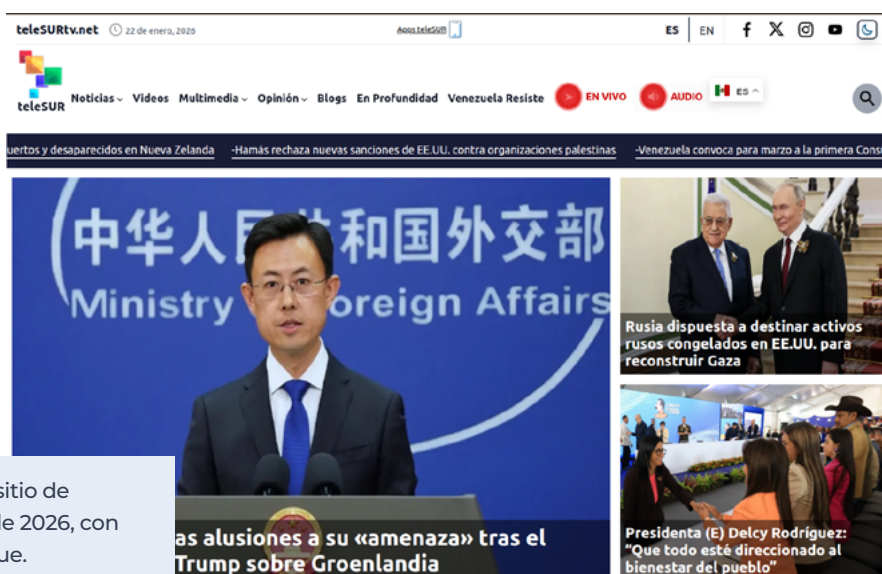 teleSURtv.net
22 de enero, 2026
Apps teleSUR
ES
EN
teleSUR
Noticias
Videos
Multimedia
Opinión
Blogs
En Profundidad
Venezuela Resiste
EN VIVO
AUDIO
ES
uertos y desaparecidos en Nueva Zelanda
-Hamás rechaza nuevas sanciones de EE.UU. contra organizaciones palestinas
-Venezuela convoca para marzo a la primera Cons
中华人民共和国外交部
Ministry oreign Affairs
Rusia dispuesta a destinar activos
rusos congelados en EE.UU. para
reconstruir Gaza
sitio de
de 2026, con
ue.
as alusiones a su «amenaza» tras el
Trump sobre Groenlandia
Presidenta (E) Delcy Rodríguez:
"Que todo esté direccionado al
bienestar del pueblo"